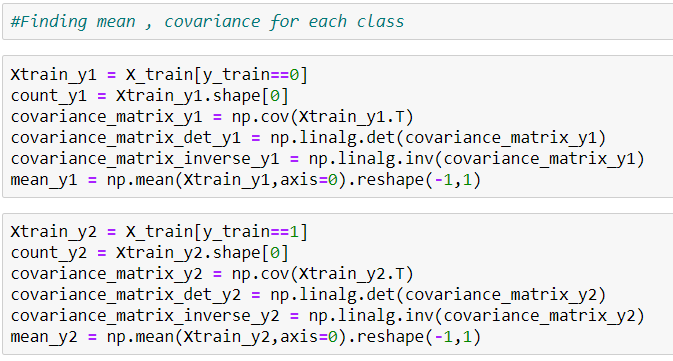 #Finding mean , covariance for each class
Xtrain_y1 = X_train[y_train==0]
count_y1 = Xtrain_y1.shape[0]
covariance_matrix_y1 = np.cov(Xtrain_y1.T)
covariance_matrix_det_y1 = np.linalg.det(covariance_matrix_y1)
covariance_matrix_inverse_y1 = np.linalg.inv(covariance_matrix_y1)
mean_y1 = np.mean(Xtrain_y1,axis=0).reshape(-1,1)
Xtrain_y2 = X_train[y_train==1]
count_y2 = Xtrain_y2.shape[0]
covariance_matrix_y2 = np.cov(Xtrain_y2.T)
covariance_matrix_det_y2 = np.linalg.det(covariance_matrix_y2)
covariance_matrix_inverse_y2 = np.linalg.inv(covariance_matrix_y2)
mean_y2 = np.mean(Xtrain_y2,axis=0).reshape(-1,1)